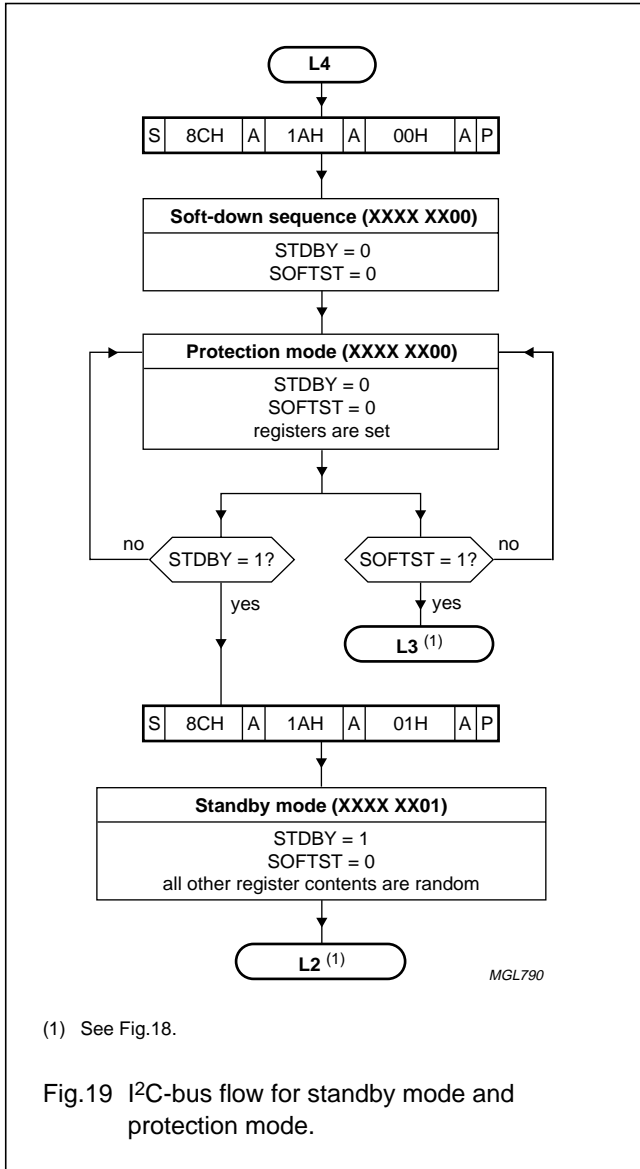 L4
S 8CH A 1AH A 00H A P
Soft-down sequence (XXXX XX00)
STDBY = 0
SOFTST = 0
Protection mode (XXXX XX00)
STDBY = 0
SOFTST = 0
registers are set
no STDBY = 1? SOFTST = 1? no
yes yes
L3 (1)
S 8CH A 1AH A 01H A P
Standby mode (XXXX XX01)
STDBY = 1
SOFTST = 0
all other register contents are random
L2 (1)
MGL790
(1) See Fig.18.
Fig.19 I²C-bus flow for standby mode and
protection mode.